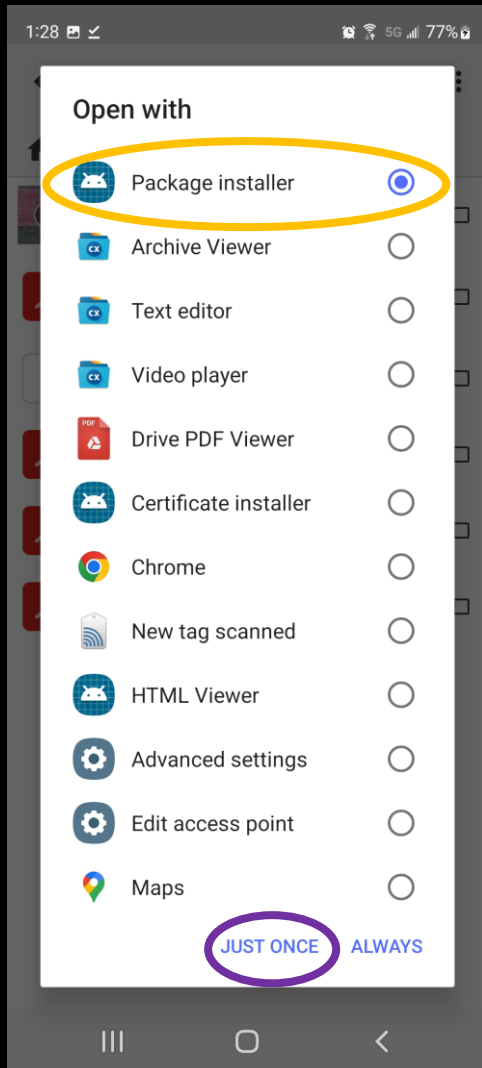 1:28
5G 77%
Open with
Package installer
CX Archive Viewer
CX Text editor
CX Video player
PDF Drive PDF Viewer
Certificate installer
Chrome
New tag scanned
HTML Viewer
Advanced settings
Edit access point
Maps
JUST ONCE ALWAYS